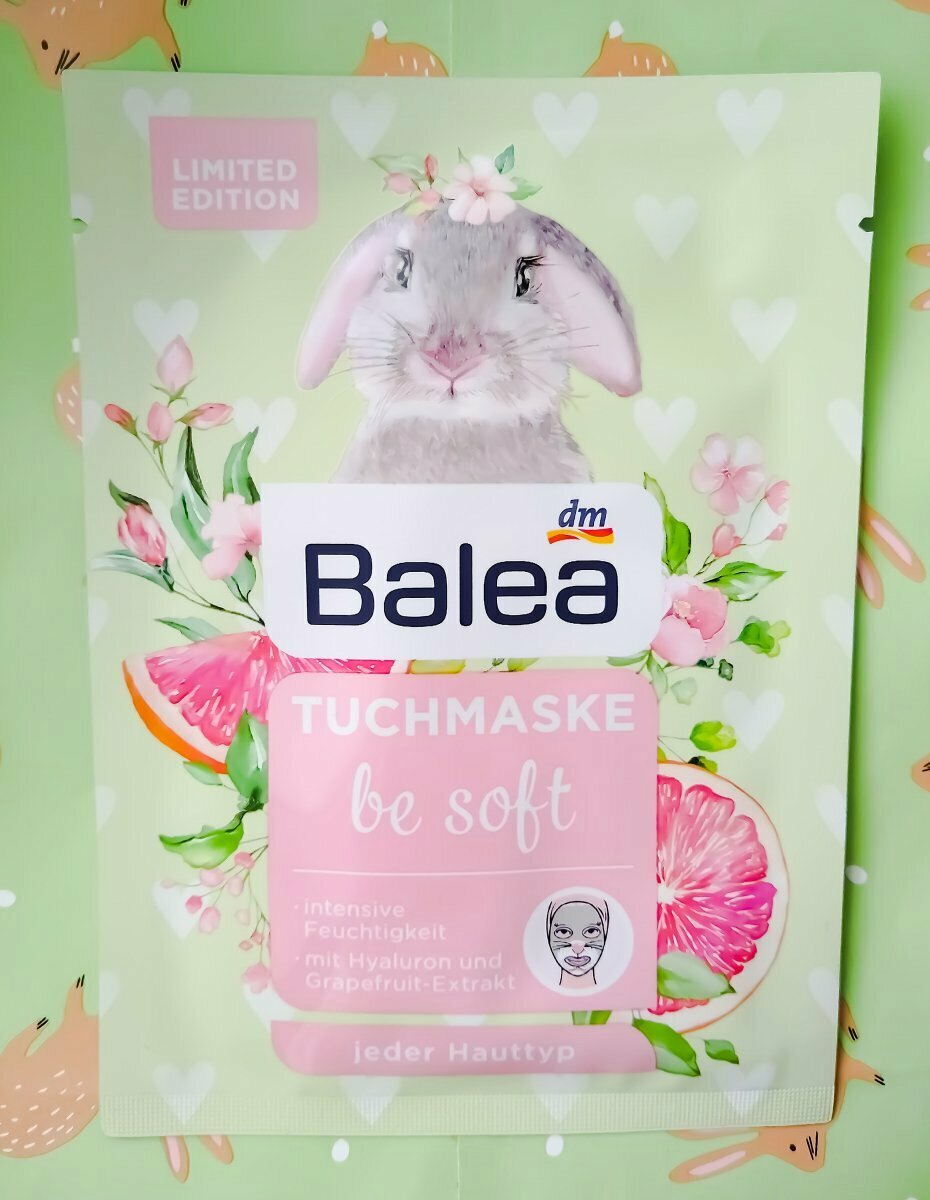 LIMITED
EDITION
dm
Balea
TUCHMASKE
be soft
· intensive
Feuchtigkeit
· mit Hyaluron und
Grapefruit-Extrakt
jeder Hauttyp